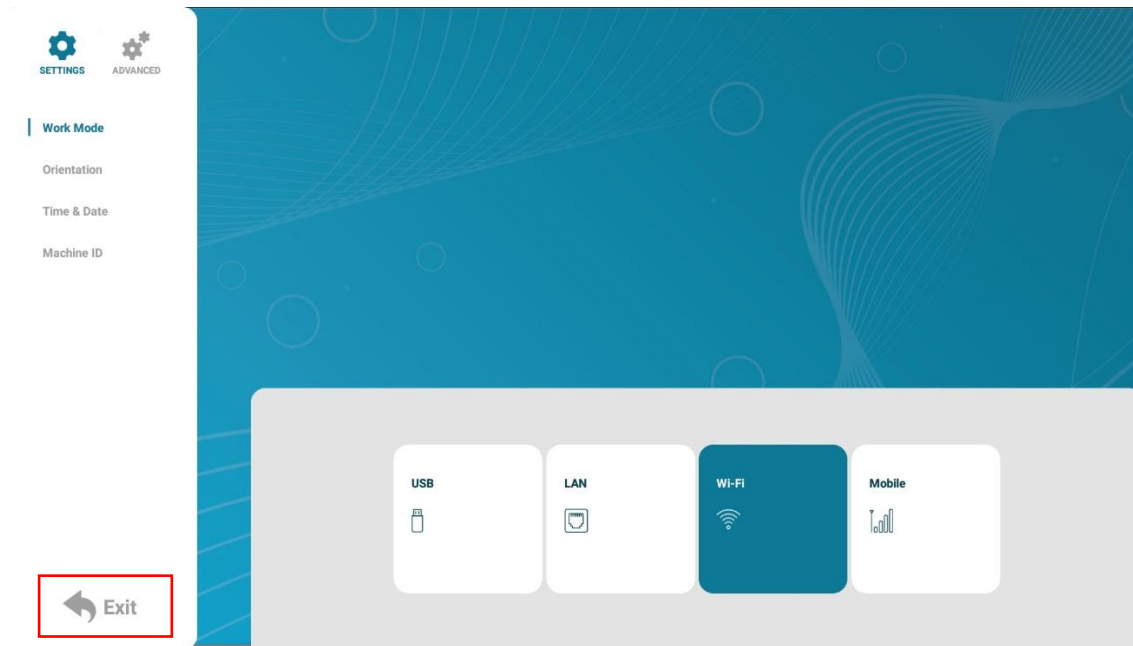 SETTINGS ADVANCED
Work Mode
Orientation
Time & Date
Machine ID
USB LAN Wi-Fi Mobile
Exit